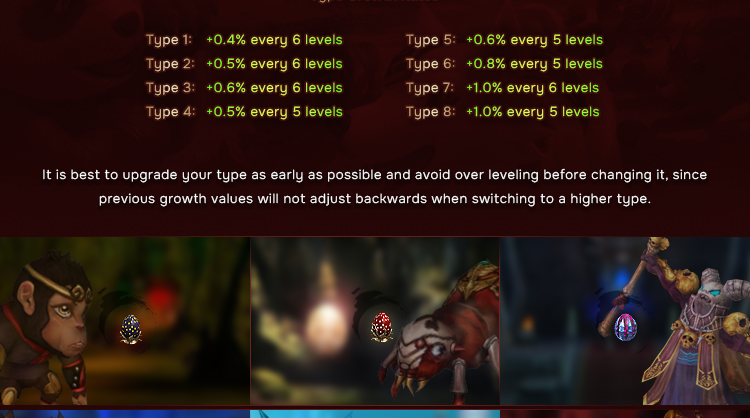 Type 1: +0.4% every 6 levels
Type 2: +0.5% every 6 levels
Type 3: +0.6% every 6 levels
Type 4: +0.5% every 5 levels
Type 5: +0.6% every 5 levels
Type 6: +0.8% every 5 levels
Type 7: +1.0% every 6 levels
Type 8: +1.0% every 5 levels
It is best to upgrade your type as early as possible and avoid over leveling before changing it, since
previous growth values will not adjust backwards when switching to a higher type.